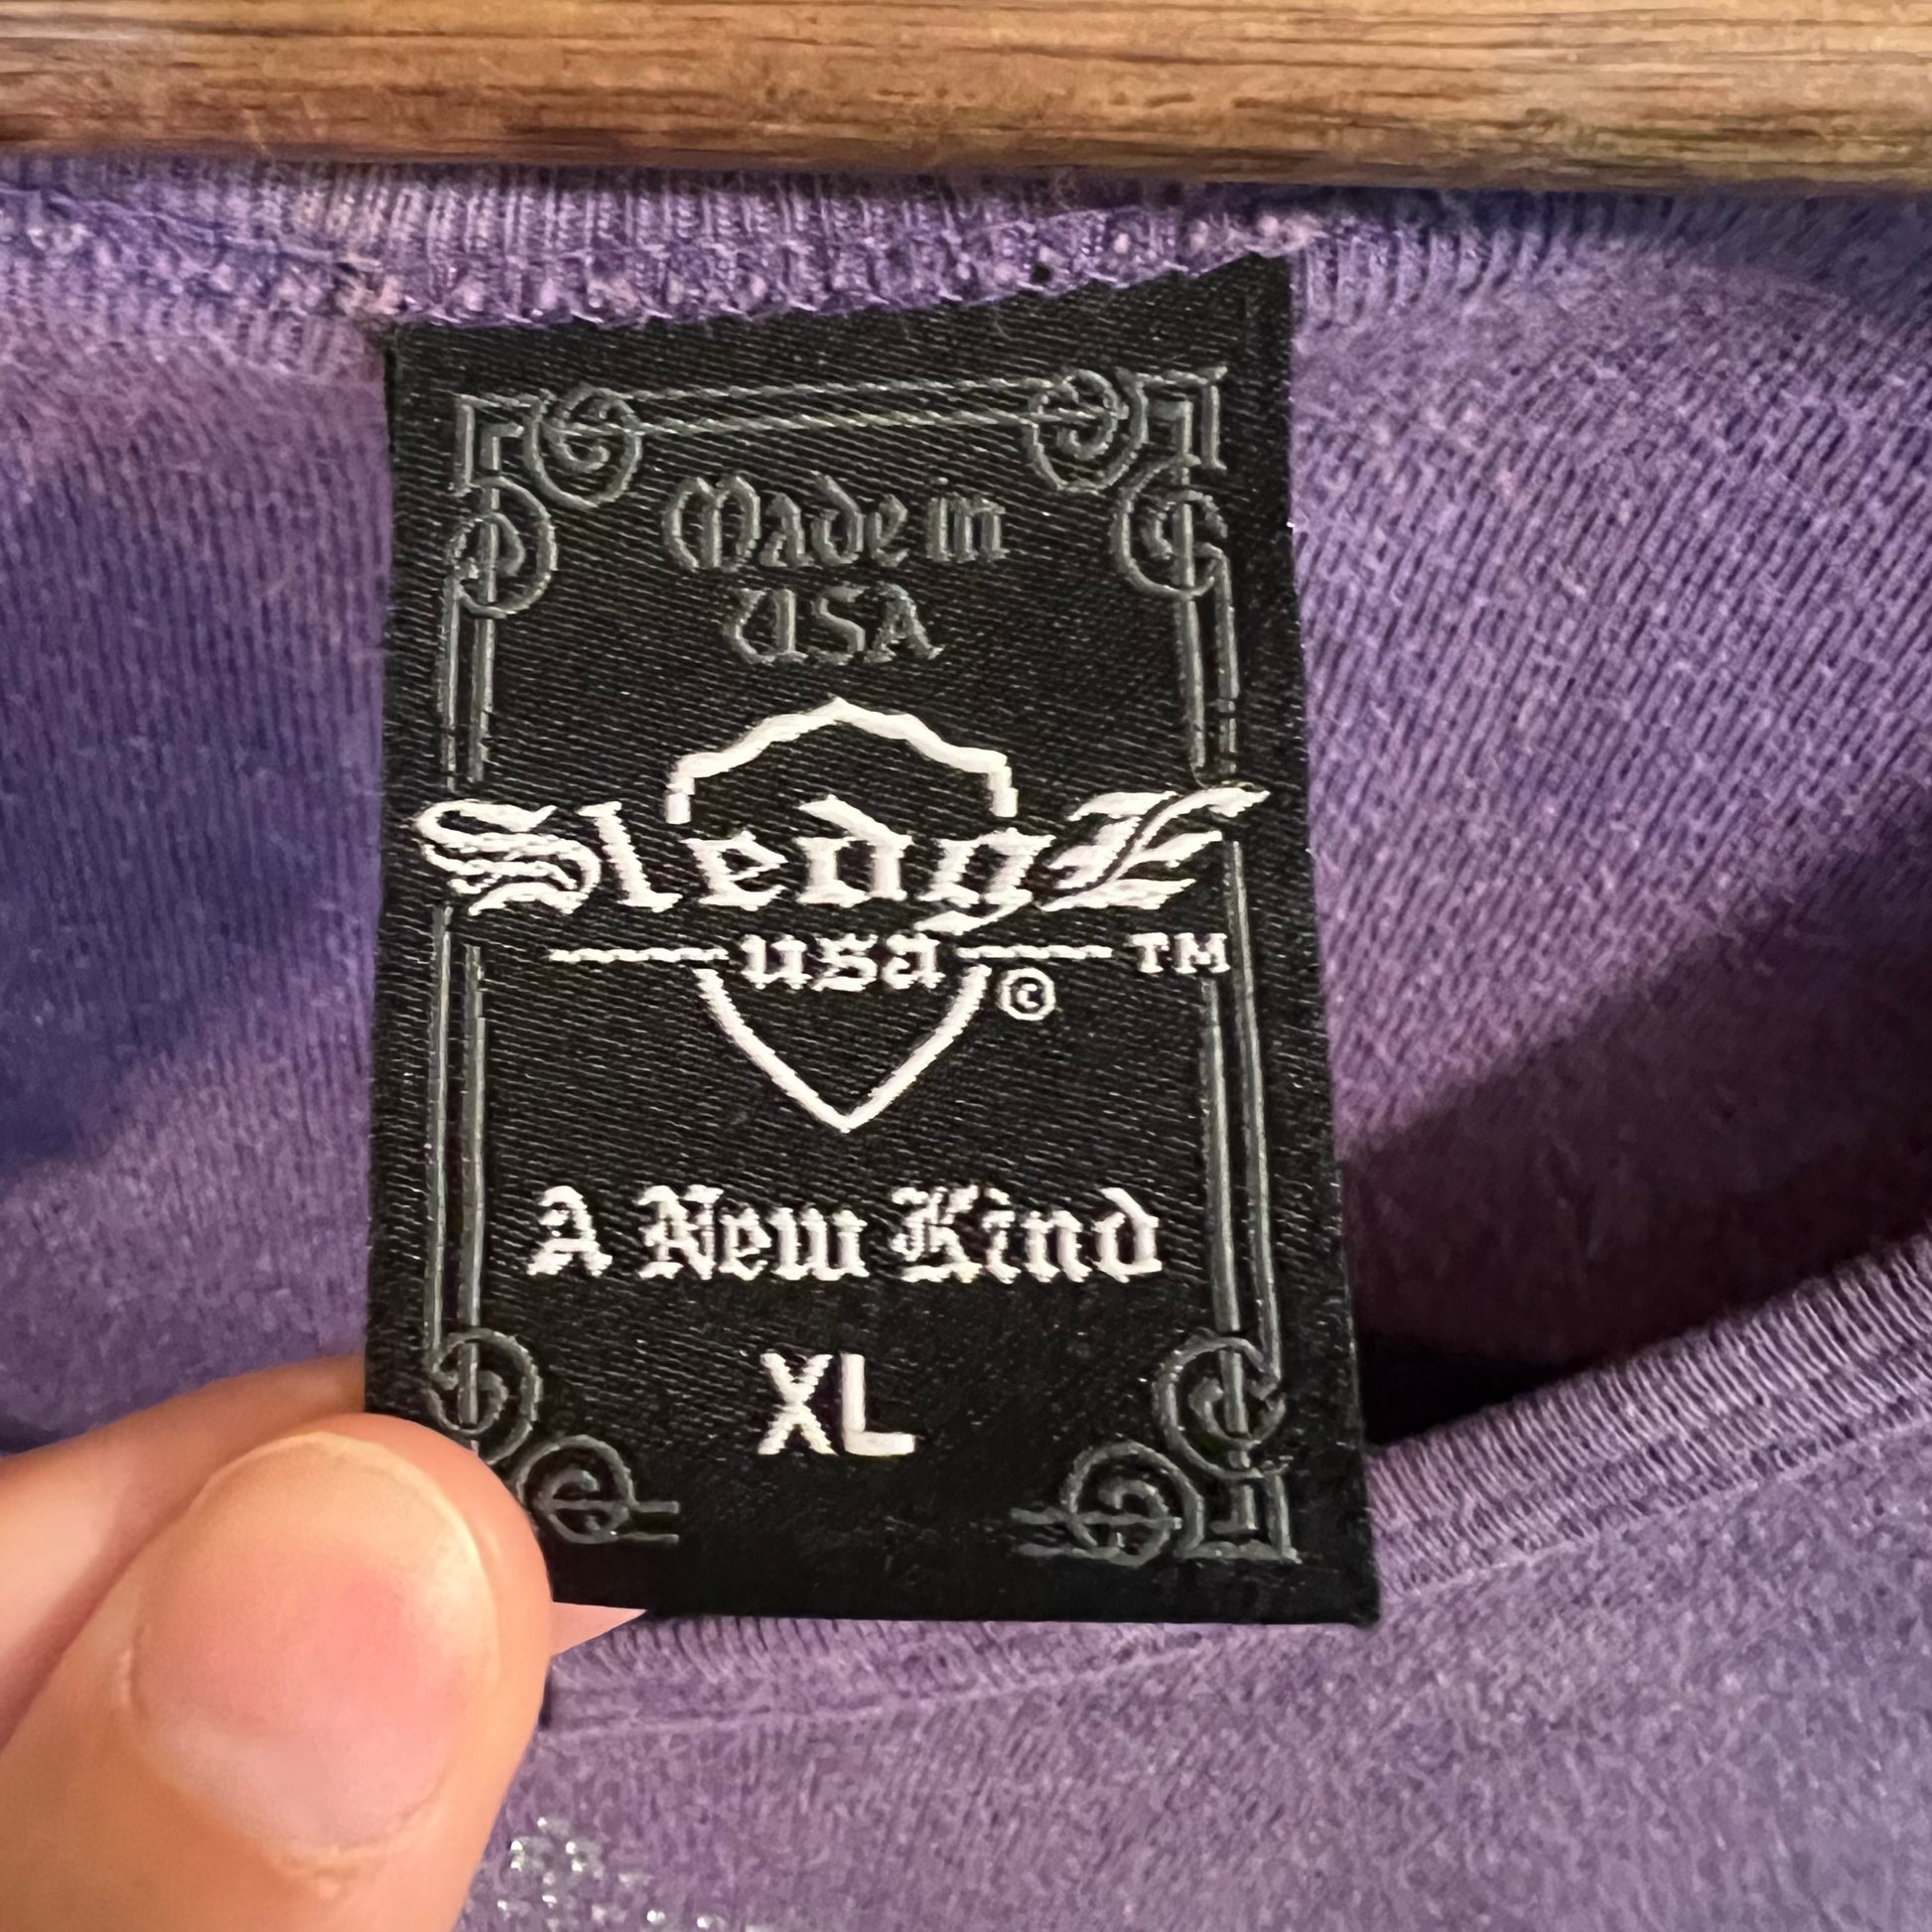 Made in
USA
SledgE
usa TM
©
A New Kind
XL